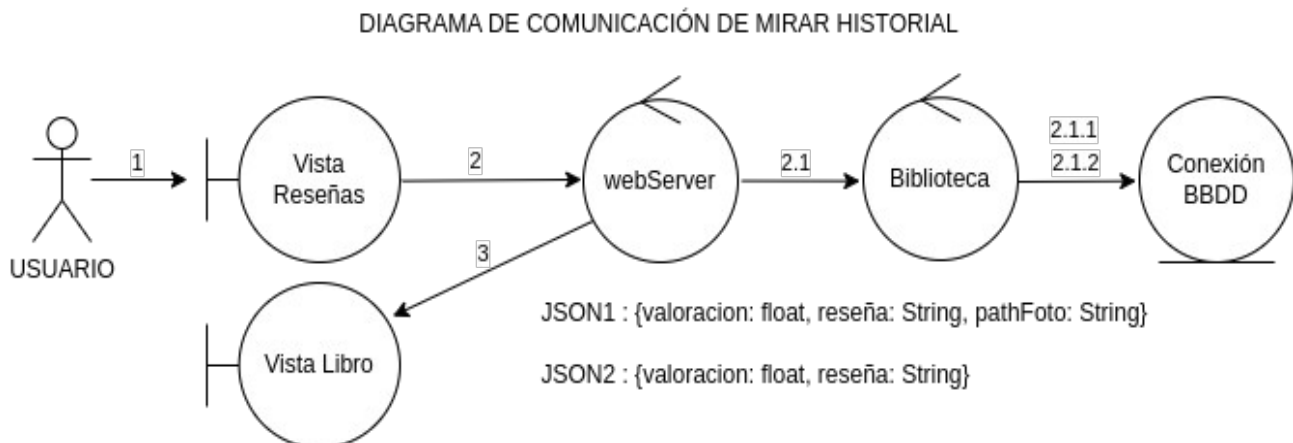 DIAGRAMA DE COMUNICACIÓN DE MIRAR HISTORIAL
1
Vista
Reseñas
2
webServer
2.1
Biblioteca
2.1.1
2.1.2
Conexión
BBDD
USUARIO
3
Vista Libro
JSON1 : {valoracion: float, reseña: String, pathFoto: String}
JSON2 : {valoracion: float, reseña: String}